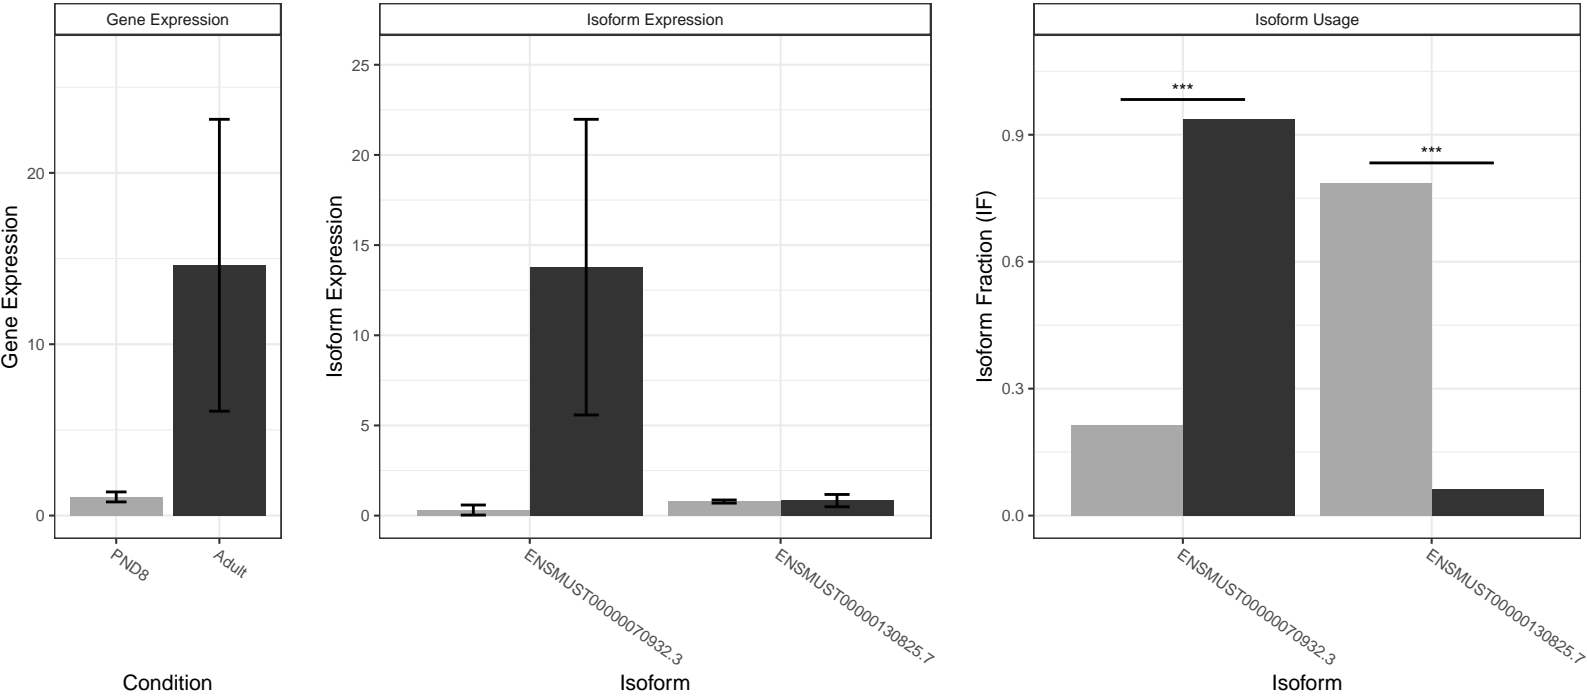 Gene Expression
Isoform Expression
Isoform Usage
Gene Expression
20
10
0
PND8
Adult
Condition
Isoform Expression
25
20
15
10
5
0
ENSMUST00000070932.3
ENSMUST00000130825.7
Isoform
Isoform Fraction (IF)
0.9
0.6
0.3
0.0
***
***
ENSMUST00000070932.3
ENSMUST00000130825.7
Isoform